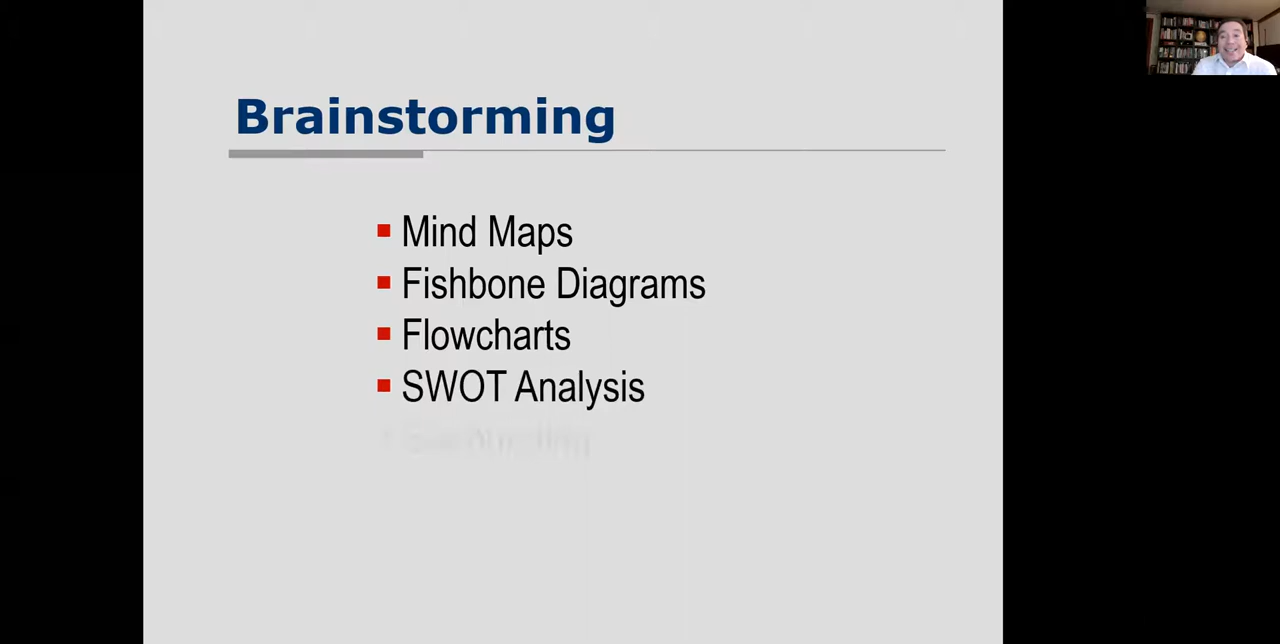 Brainstorming
Mind Maps
Fishbone Diagrams
Flowcharts
SWOT Analysis